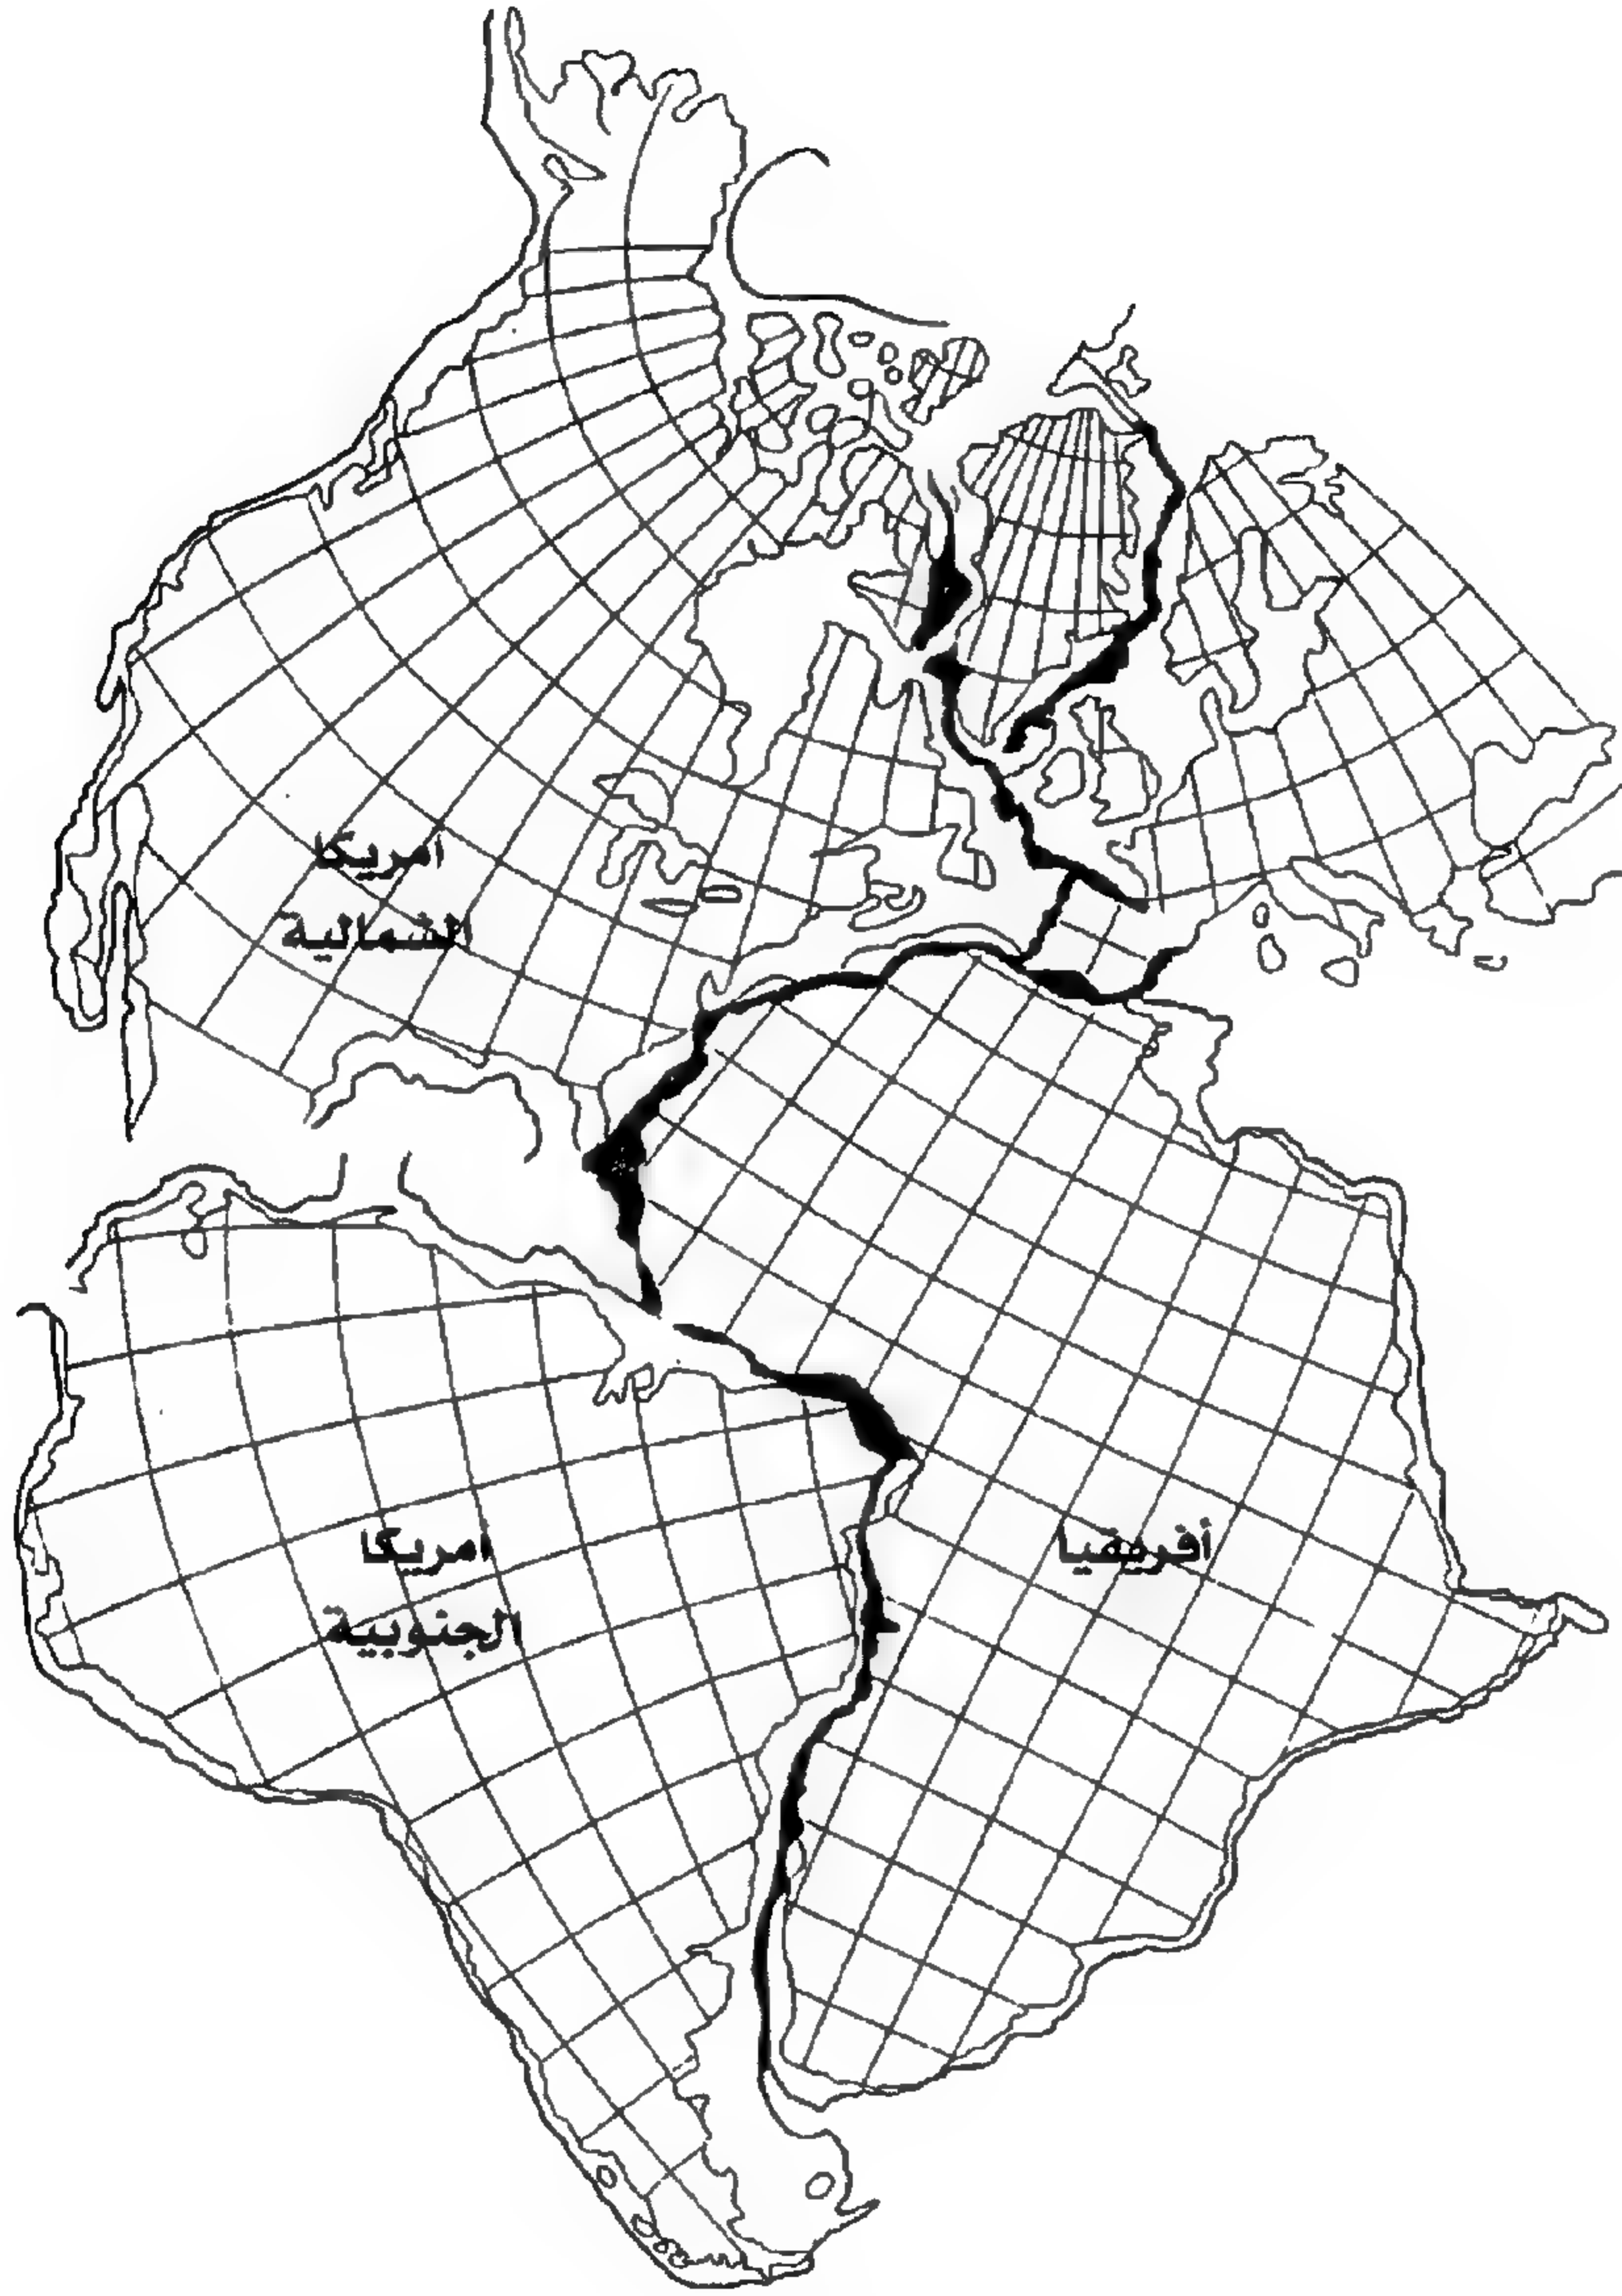 امريكا
الشمالية
امريكا
الجنوبية
أفريقيا